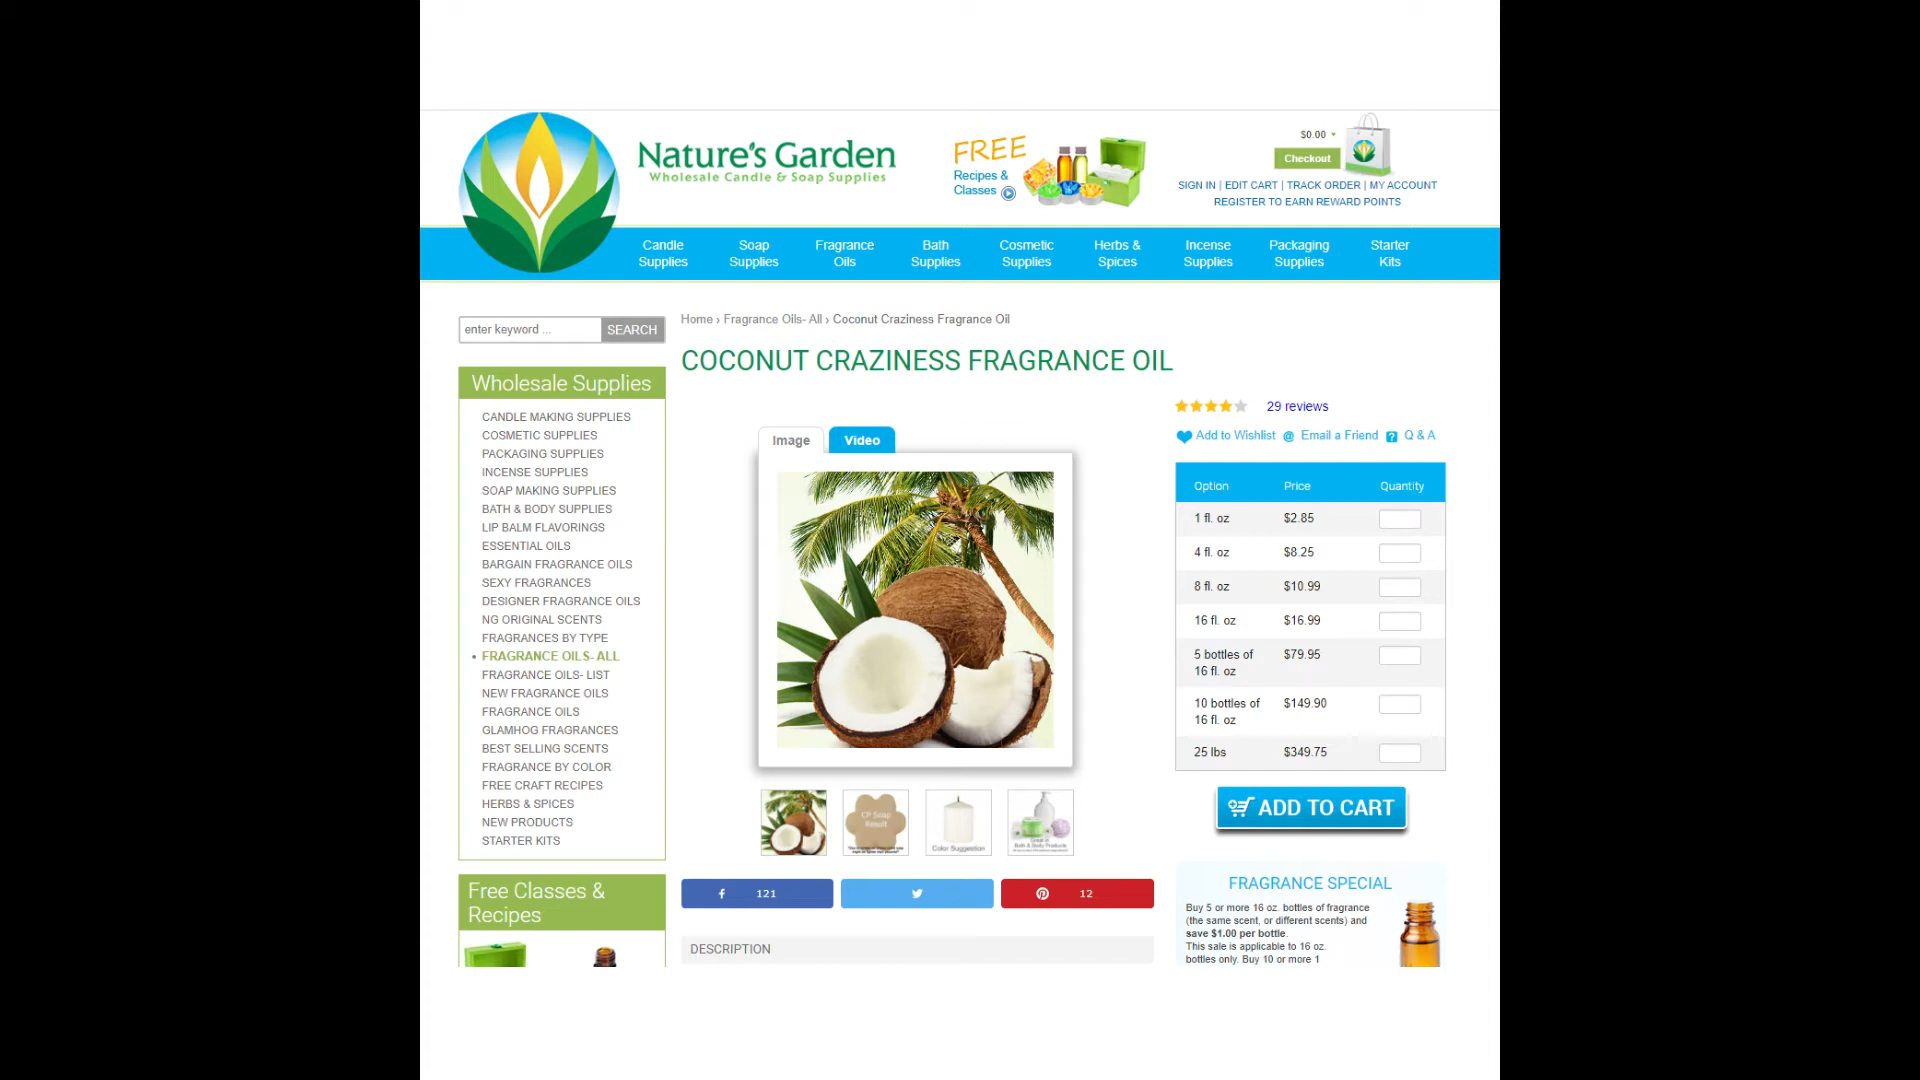 Nature's Garden
Wholesale Candle & Soap Supplies
FREE
Recipes &
Classes
$0.00
Checkout
SIGN IN | EDIT CART | TRACK ORDER | MY ACCOUNT
REGISTER TO EARN REWARD POINTS
Candle Supplies
Soap Supplies
Fragrance Oils
Bath Supplies
Cosmetic Supplies
Herbs & Spices
Incense Supplies
Packaging Supplies
Starter Kits
enter keyword ...
SEARCH
Home › Fragrance Oils- All › Coconut Craziness Fragrance Oil
COCONUT CRAZINESS FRAGRANCE OIL
Wholesale Supplies
CANDLE MAKING SUPPLIES
COSMETIC SUPPLIES
PACKAGING SUPPLIES
INCENSE SUPPLIES
SOAP MAKING SUPPLIES
BATH & BODY SUPPLIES
LIP BALM FLAVORINGS
ESSENTIAL OILS
BARGAIN FRAGRANCE OILS
SEXY FRAGRANCES
DESIGNER FRAGRANCE OILS
NG ORIGINAL SCENTS
FRAGRANCES BY TYPE
• FRAGRANCE OILS- ALL
FRAGRANCE OILS- LIST
NEW FRAGRANCE OILS
FRAGRANCE OILS
GLAMHOG FRAGRANCES
BEST SELLING SCENTS
FRAGRANCE BY COLOR
FREE CRAFT RECIPES
HERBS & SPICES
NEW PRODUCTS
STARTER KITS
Free Classes &
Recipes
Image
Video
CP Soap
Result
Color Suggestion
Great in
Bath & Body Products
121
12
DESCRIPTION
29 reviews
Add to Wishlist @ Email a Friend ? Q & A
Option Price Quantity
1 fl. oz $2.85
4 fl. oz $8.25
8 fl. oz $10.99
16 fl. oz $16.99
5 bottles of $79.95
16 fl. oz
10 bottles of $149.90
16 fl. oz
25 lbs $349.75
ADD TO CART
FRAGRANCE SPECIAL
Buy 5 or more 16 oz. bottles of fragrance
(the same scent, or different scents) and
save $1.00 per bottle.
This sale is applicable to 16 oz.
bottles only. Buy 10 or more 1